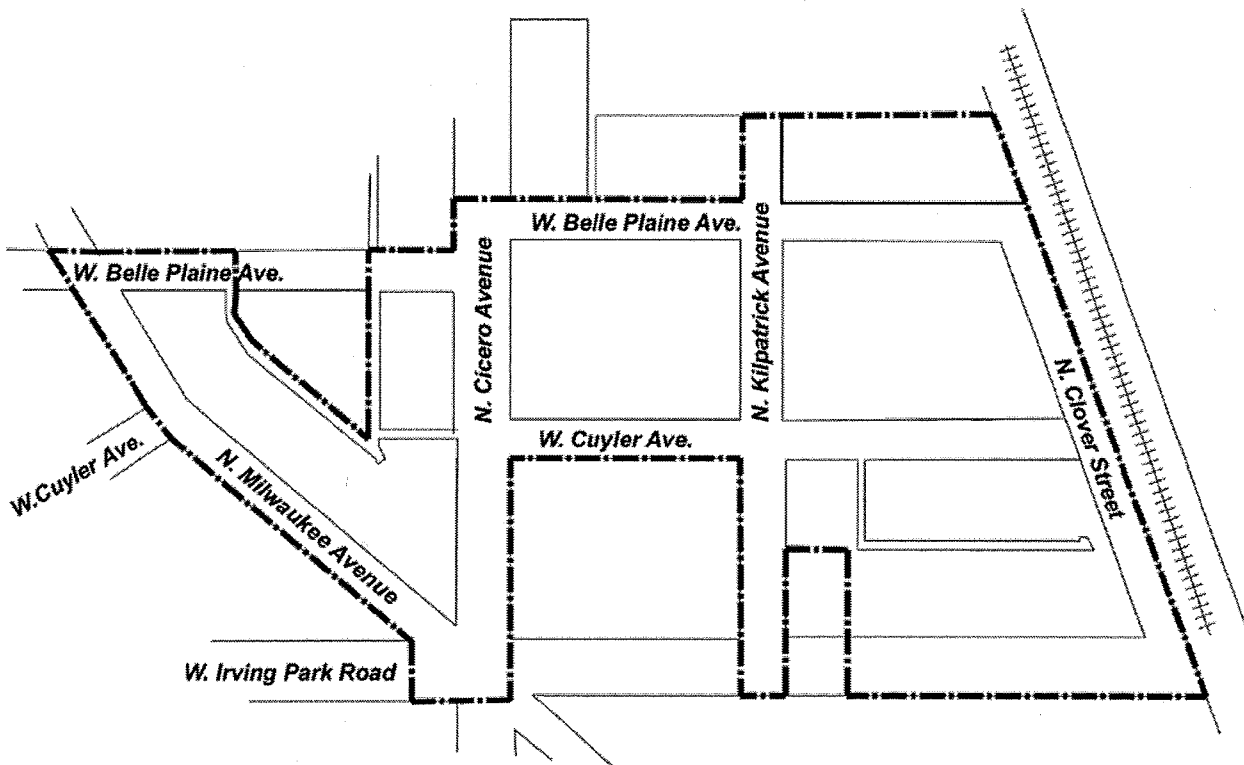 W. Belle Plaine Ave.
W. Belle Plaine Ave.
N. Cicero Avenue
N. Kilpatrick Avenue
W. Cuyler Ave.
N. Clover Street
W.Cuyler Ave.
N. Milwaukee Avenue
W. Irving Park Road